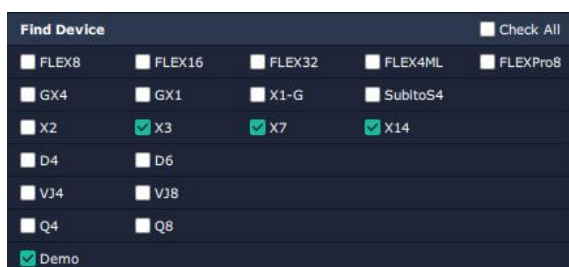 Find Device Check All
FLEX8 FLEX16 FLEX32 FLEX4ML FLEXPro8
GX4 GX1 X1-G SubitoS4
X2 X3 X7 X14
D4 D6
VJ4 VJ8
Q4 Q8
Demo